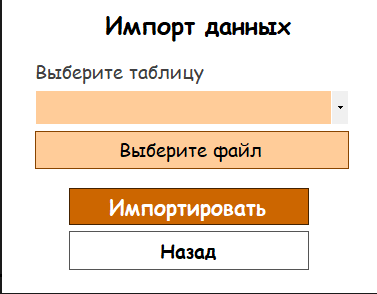 Импорт данных
Выберите таблицу
Выберите файл
Импортировать
Назад